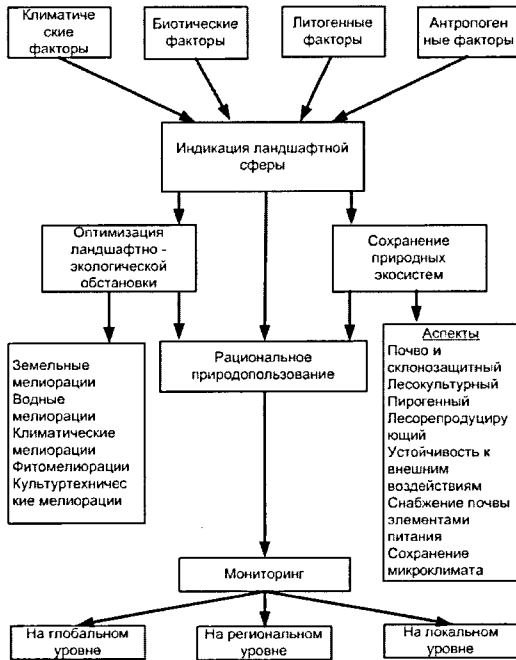 Климатиче
ские
факторы
Биотические
факторы
Литогенные
факторы
Антропоген
ные факторы
Индикация ландшафтной
сферы
Оптимизация
ландшафтно -
экологической
обстановки
Сохранение
природных
экосистем
Земельные
мелиорации
Водные
мелиорации
Климатические
мелиорации
Фитомелиорации
Культуртехничес
кие мелиорации
Рациональное
природопользование
Аспекты
Почво и
склонозащитный
Лесокультурный
Пирогенный
Лесорепродуциру
ющий
Устойчивость к
внешним
воздействиям
Снабжение почвы
элементами
питания
Сохранение
микроклимата
Мониторинг
На глобальном
уровне
На региональном
уровне
На локальном
уровне